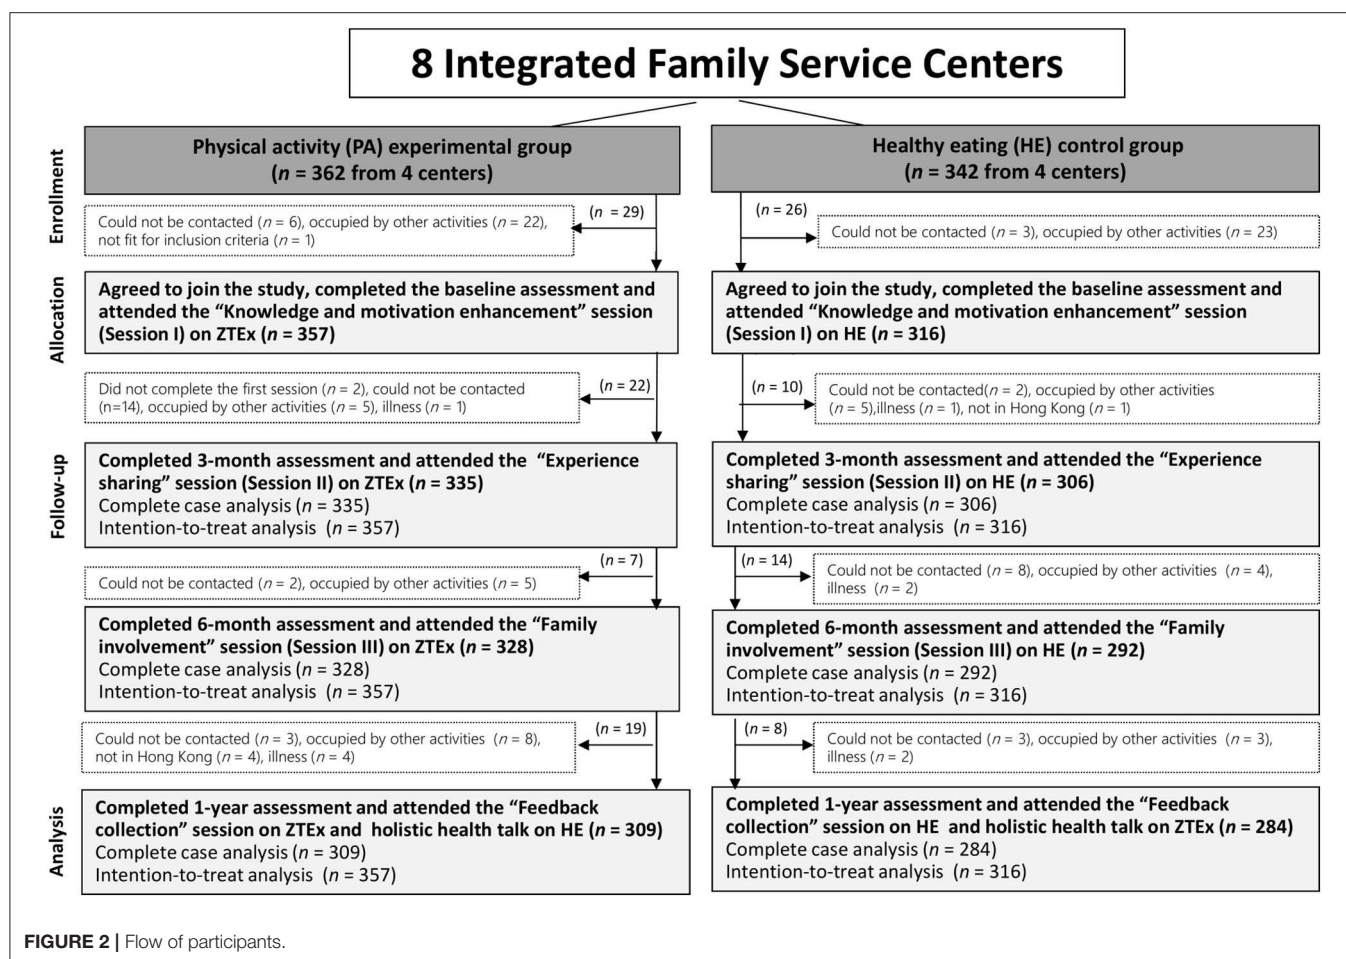 8 Integrated Family Service Centers
Enrollment
Physical activity (PA) experimental group
(n = 362 from 4 centers)
Healthy eating (HE) control group
(n = 342 from 4 centers)
(n = 29)
Could not be contacted (n = 6), occupied by other activities (n = 22),
not fit for inclusion criteria (n = 1)
(n = 26)
Could not be contacted (n = 3), occupied by other activities (n = 23)
Allocation
Agreed to join the study, completed the baseline assessment and
attended the “Knowledge and motivation enhancement” session
(Session I) on ZTEx (n = 357)
Agreed to join the study, completed the baseline assessment and
attended “Knowledge and motivation enhancement” session
(Session I) on HE (n = 316)
(n = 22)
Did not complete the first session (n = 2), could not be contacted
(n=14), occupied by other activities (n = 5), illness (n = 1)
(n = 10)
Could not be contacted(n = 2), occupied by other activities
(n = 5),illness (n = 1), not in Hong Kong (n = 1)
Follow-up
Completed 3-month assessment and attended the “Experience
sharing” session (Session II) on ZTEx (n = 335)
Complete case analysis (n = 335)
Intention-to-treat analysis (n = 357)
Completed 3-month assessment and attended the “Experience
sharing” session (Session II) on HE (n = 306)
Complete case analysis (n = 306)
Intention-to-treat analysis (n = 316)
(n = 7)
Could not be contacted (n = 2), occupied by other activities (n = 5)
(n = 14)
Could not be contacted (n = 8), occupied by other activities (n = 4),
illness (n = 2)
Completed 6-month assessment and attended the “Family
involvement” session (Session III) on ZTEx (n = 328)
Complete case analysis (n = 328)
Intention-to-treat analysis (n = 357)
Completed 6-month assessment and attended the “Family
involvement” session (Session III) on HE (n = 292)
Complete case analysis (n = 292)
Intention-to-treat analysis (n = 316)
(n = 19)
Could not be contacted (n = 3), occupied by other activities (n = 8),
not in Hong Kong (n = 4), illness (n = 4)
(n = 8)
Could not be contacted (n = 3), occupied by other activities (n = 3),
illness (n = 2)
Analysis
Completed 1-year assessment and attended the “Feedback
collection” session on ZTEx and holistic health talk on HE (n = 309)
Complete case analysis (n = 309)
Intention-to-treat analysis (n = 357)
Completed 1-year assessment and attended the “Feedback
collection” session on HE and holistic health talk on ZTEx (n = 284)
Complete case analysis (n = 284)
Intention-to-treat analysis (n = 316)
FIGURE 2 | Flow of participants.